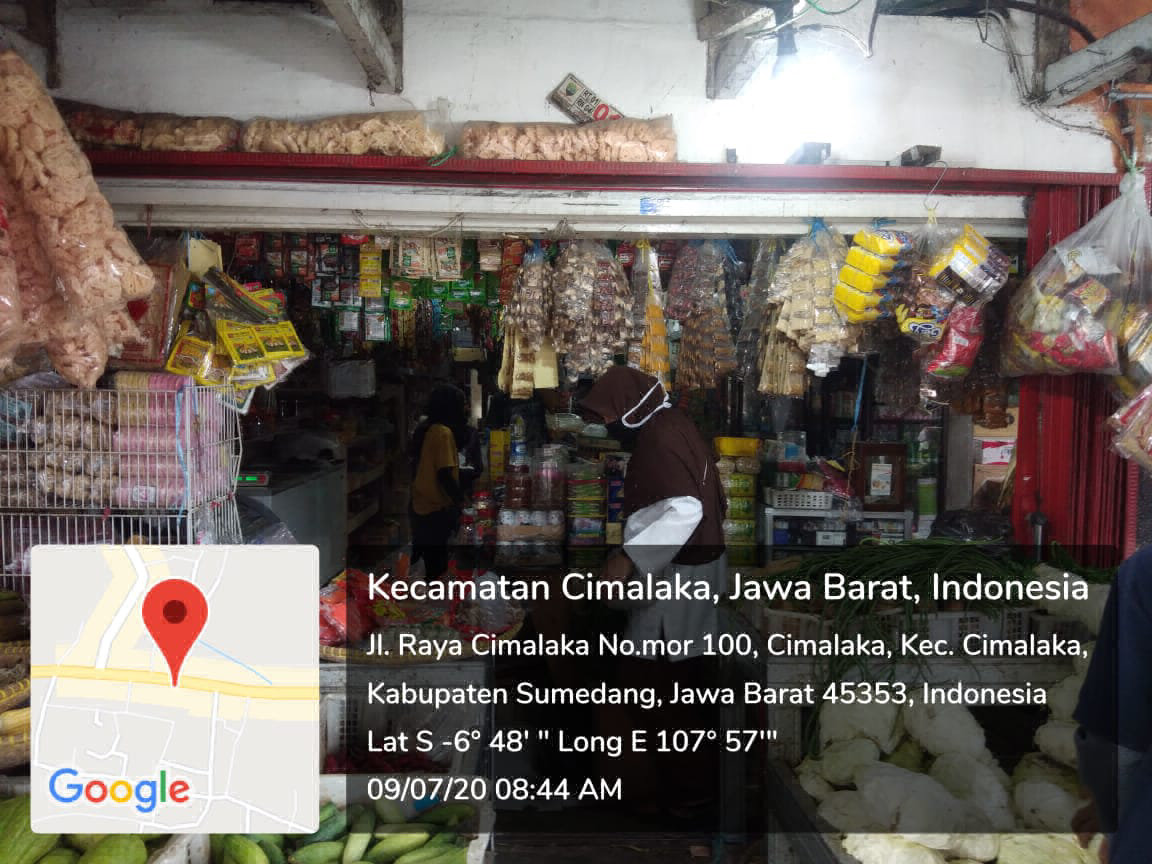 Kecamatan Cimalaka, Jawa Barat, Indonesia
Jl. Raya Cimalaka No.mor 100, Cimalaka, Kec. Cimalaka,
Kabupaten Sumedang, Jawa Barat 45353, Indonesia
Lat S -6° 48' " Long E 107° 57'"
09/07/20 08:44 AM
Google